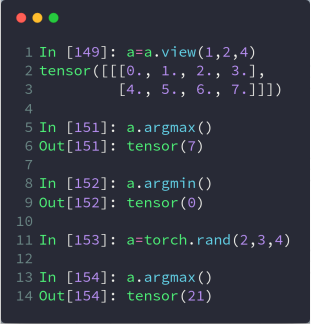 1 In [149]: a=a.view(1,2,4)
2 tensor([[[0., 1., 2., 3.],
3          [4., 5., 6., 7.]]])
4
5 In [151]: a.argmax()
6 Out[151]: tensor(7)
7
8 In [152]: a.argmin()
9 Out[152]: tensor(0)
10
11 In [153]: a=torch.rand(2,3,4)
12
13 In [154]: a.argmax()
14 Out[154]: tensor(21)